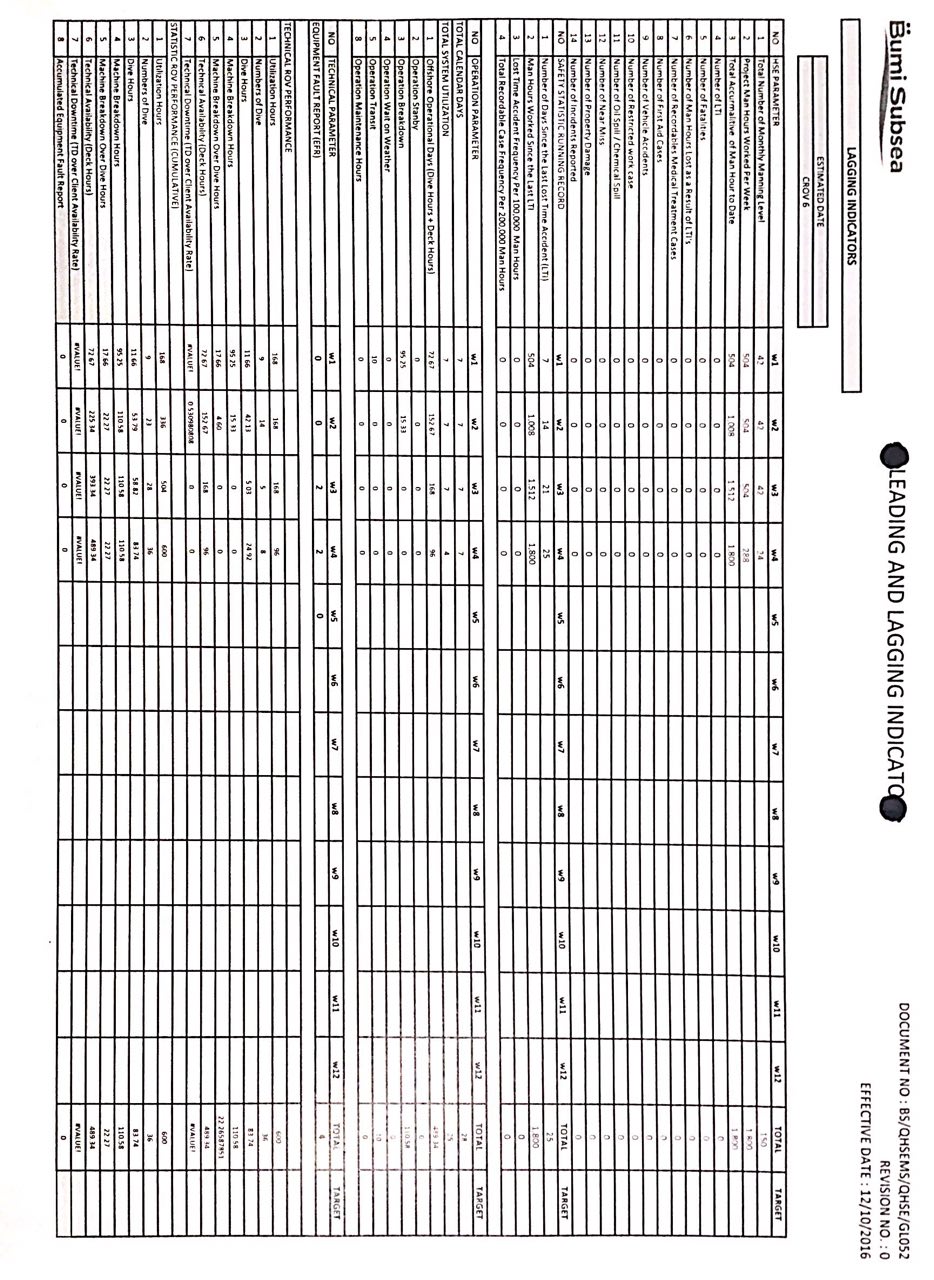 Bumi Subsea
LEADING AND LAGGING INDICATO
DOCUMENT NO : BS/QHSEMS/QHSE/GL052
REVISION NO. : 0
EFFECTIVE DATE : 12/10/2016
LAGGING INDICATORS
ESTIMATED DATE
CROV 6
NO HSE PARAMETER w1 w2 w3 w4 w5 w6 w7 w8 w9 w10 w11 w12 TOTAL TARGET
1 Total Number of Monthly Manning Level 42 42 42 24 150
2 Project Man Hours Worked Per Week 504 504 504 288 1,800
3 Total Accurmalitive of Man Hour to Date 504 1,008 1,512 1,800 1,800
4 Number of LTI 0 0 0 0 0
5 Number of Fatalities 0 0 0 0 0
6 Number of Man Hours Lost as a Result of LTI's 0 0 0 0 0
7 Number of Recordables Medical Treatment Cases 0 0 0 0 0
8 Number of First Aid Cases 0 0 0 0 0
9 Number of Vehicle Accidents 0 0 0 0 0
10 Number of Restricted work case 0 0 0 0 0
11 Number of Oil Spill / Chemical Spill 0 0 0 0 0
12 Number of Near Miss 0 0 0 0 0
13 Number of Property Damage 0 0 0 0 0
14 Number of Incidents Reported 0 0 0 0 0
NO SAFETY STATISTIC RUNNING RECORD w1 w2 w3 w4 w5 w6 w7 w8 w9 w10 w11 w12 TOTAL TARGET
1 Number of Days Since the Last Lost Time Accident (LTI) 7 14 21 25 25
2 Man Hours Worked Since the Last LTI 504 1,008 1,512 1,800 1,800
3 Lost Time Accident Frequency Per 100,000 Man Hours 0 0 0 0 0
4 Total Recordable Case Frequency Per 200,000 Man Hours 0 0 0 0 0
NO OPERATION PARAMETER w1 w2 w3 w4 w5 w6 w7 w8 w9 w10 w11 w12 TOTAL TARGET
TOTAL CALENDAR DAYS 7 7 7 7 28
TOTAL SYSTEM UTILIZATION 7 7 7 4 25
1 Offshore Operational Days (Dive Hours + Deck Hours) 72.67 152.67 168 96 489.34
2 Operation Stanby 0 0 0 0 0
3 Operation Breakdown 95.25 15.33 0 0 110.58
4 Operation Wait on Weather 0 0 0 0 0
5 Operation Transit 10 0 0 0 10
8 Operation Maintenance Hours 0 0 0 0 0
NO TECHNICAL PARAMETER w1 w2 w3 w4 w5 w6 w7 w8 w9 w10 w11 w12 TOTAL TARGET
EQUIPMENT FAULT REPORT (EFR) 0 0 2 2 0 4
TECHNICAL ROV PERFORMANCE
1 Utilization Hours 168 168 168 96 600
2 Numbers of Dive 9 14 5 8 36
3 Dive Hours 11.66 42.13 5.03 24.92 83.74
4 Machine Breakdown Hours 95.25 15.33 0 0 110.58
5 Machine Breakdown Over Dive Hours 17.66 4.60 0 0 22.26587851
6 Technical Availability (Deck Hours) 72.67 152.67 168 96 489.34
7 Technical Downtime (TD over Client Availability Rate) #VALUE! 0.530980808 0 0 #VALUE!
STATISTIC ROV PERFORMANCE (CUMULATIVE)
1 Utilization Hours 168 336 504 600 600
2 Numbers of Dive 9 23 28 36 36
3 Dive Hours 11.66 53.79 58.82 83.74 83.74
4 Machine Breakdown Hours 95.25 110.58 110.58 110.58 110.58
5 Machine Breakdown Over Dive Hours 17.66 22.27 22.27 22.27 22.27
6 Technical Availability (Deck Hours) 72.67 225.34 393.34 489.34 489.34
7 Technical Downtime (TD over Client Availability Rate) #VALUE! #VALUE! #VALUE! #VALUE! #VALUE!
8 Accumulated Equipment Fault Report 0 0 0 0 0